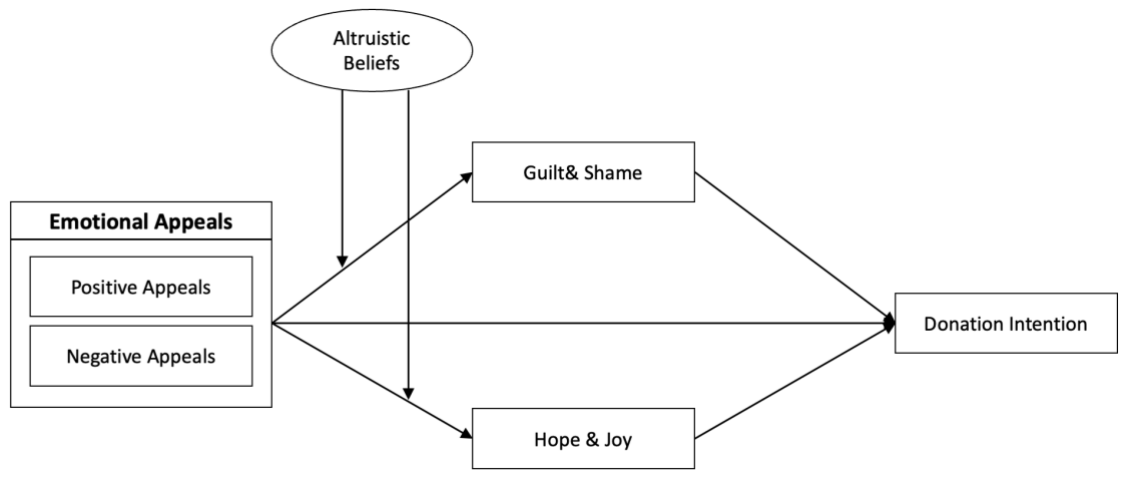 Altruistic
Beliefs
Guilt& Shame
Emotional Appeals
Positive Appeals
Negative Appeals
Donation Intention
Hope & Joy